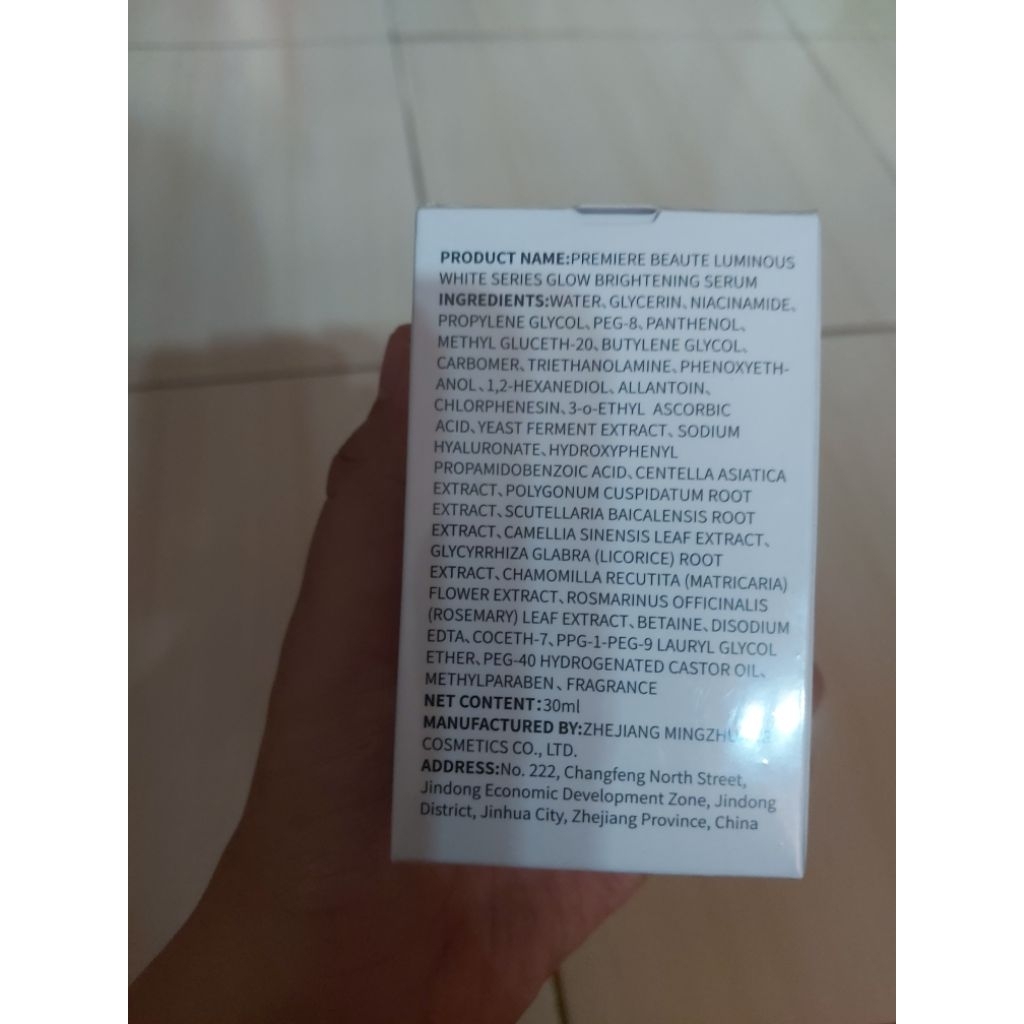 PRODUCT NAME:PREMIERE BEAUTE LUMINOUS
WHITE SERIES GLOW BRIGHTENING SERUM
INGREDIENTS:WATER、GLYCERIN、NIACINAMIDE、
PROPYLENE GLYCOL、PEG-8、PANTHENOL、
METHYL GLUCETH-20、BUTYLENE GLYCOL、
CARBOMER、TRIETHANOLAMINE、PHENOXYETH-
ANOL、1,2-HEXANEDIOL、ALLANTOIN、
CHLORPHENESIN、3-o-ETHYL ASCORBIC
ACID、YEAST FERMENT EXTRACT、SODIUM
HYALURONATE、HYDROXYPHENYL
PROPAMIDOBENZOIC ACID、CENTELLA ASIATICA
EXTRACT、POLYGONUM CUSPIDATUM ROOT
EXTRACT、SCUTELLARIA BAICALENSIS ROOT
EXTRACT、CAMELLIA SINENSIS LEAF EXTRACT、
GLYCYRRHIZA GLABRA (LICORICE) ROOT
EXTRACT、CHAMOMILLA RECUTITA (MATRICARIA)
FLOWER EXTRACT、ROSMARINUS OFFICINALIS
(ROSEMARY) LEAF EXTRACT、BETAINE、DISODIUM
EDTA、COCETH-7、PPG-1-PEG-9 LAURYL GLYCOL
ETHER、PEG-40 HYDROGENATED CASTOR OIL、
METHYLPARABEN、FRAGRANCE
NET CONTENT：30ml
MANUFACTURED BY:ZHEJIANG
COSMETICS CO., LTD.
ADDRESS:No. 222, Changfeng North Street,
Jindong Economic Development Zone, Jindong
District, Jinhua City, Zhejiang Province, China